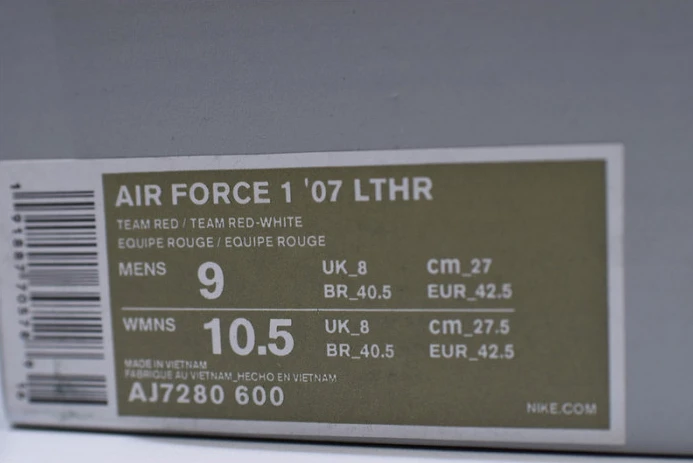 AIR FORCE 1 '07 LTHR
TEAM RED / TEAM RED-WHITE
EQUIPE ROUGE / EQUIPE ROUGE
MENS 9 UK_8 cm_27
BR_40.5 EUR_42.5
WMNS 10.5 UK_8 cm_27.5
BR_40.5 EUR_42.5
MADE IN VIETNAM
FABRIQUE AU VIETNAM_HECHO EN VIETNAM
AJ7280 600
NIKE.COM